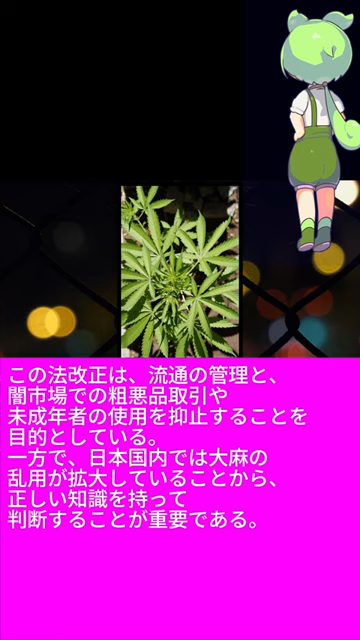 この法改正は、流通の管理と、
闇市場での粗悪品取引や
未成年者の使用を抑止することを
目的としている。
一方で、日本国内では大麻の
乱用が拡大していることから、
正しい知識を持って
判断することが重要である。